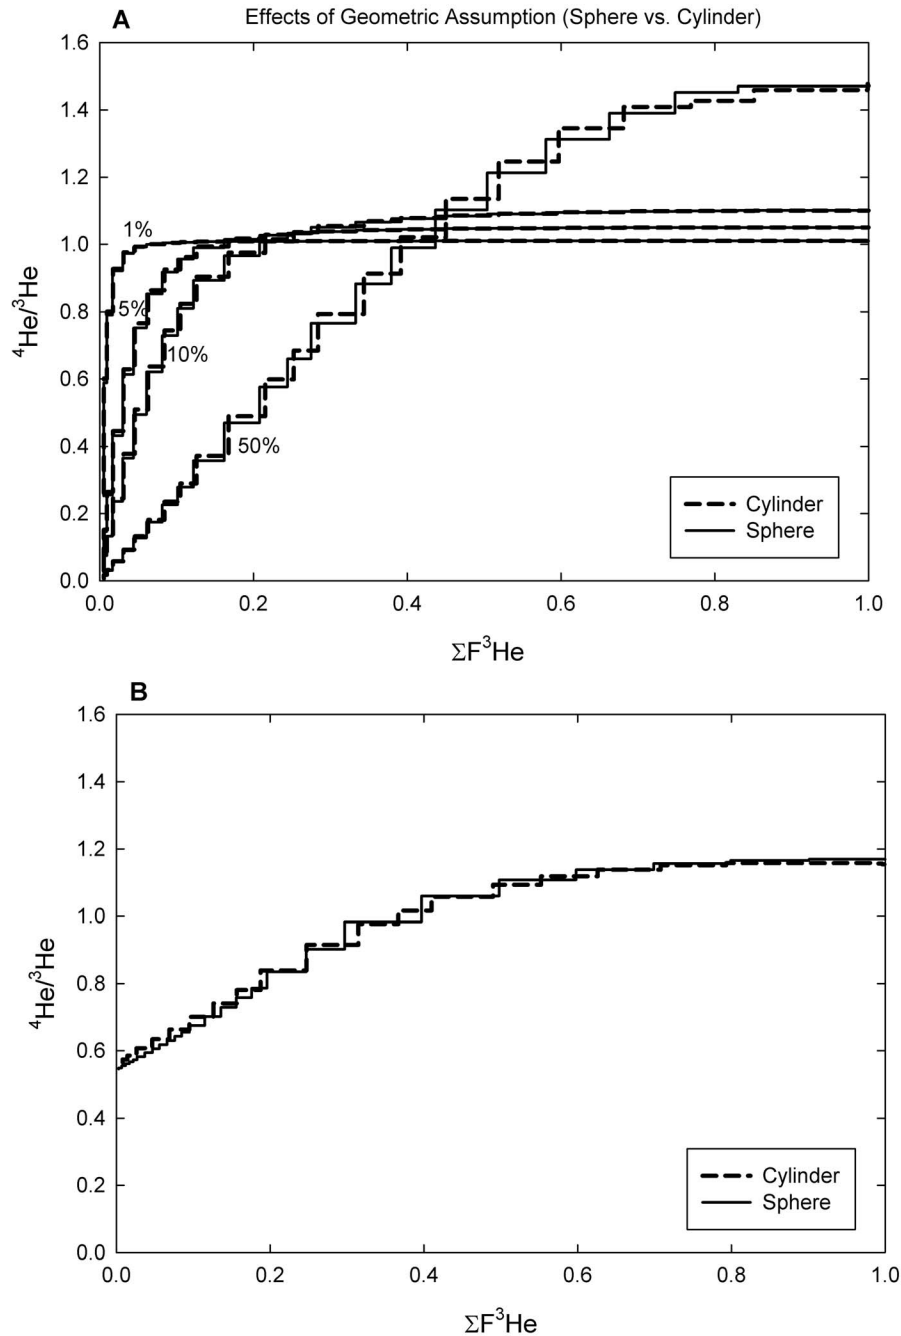 A Effects of Geometric Assumption (Sphere vs. Cylinder)
1.6
1.4
1.2
1%
1.0
⁴He/³He
0.8
5%
10%
0.6
50%
0.4
Cylinder
0.2
Sphere
0.0
0.0 0.2 0.4 0.6 0.8 1.0
ΣF³He
B
1.6
1.4
1.2
1.0
⁴He/³He
0.8
0.6
0.4
Cylinder
0.2
Sphere
0.0
0.0 0.2 0.4 0.6 0.8 1.0
ΣF³He